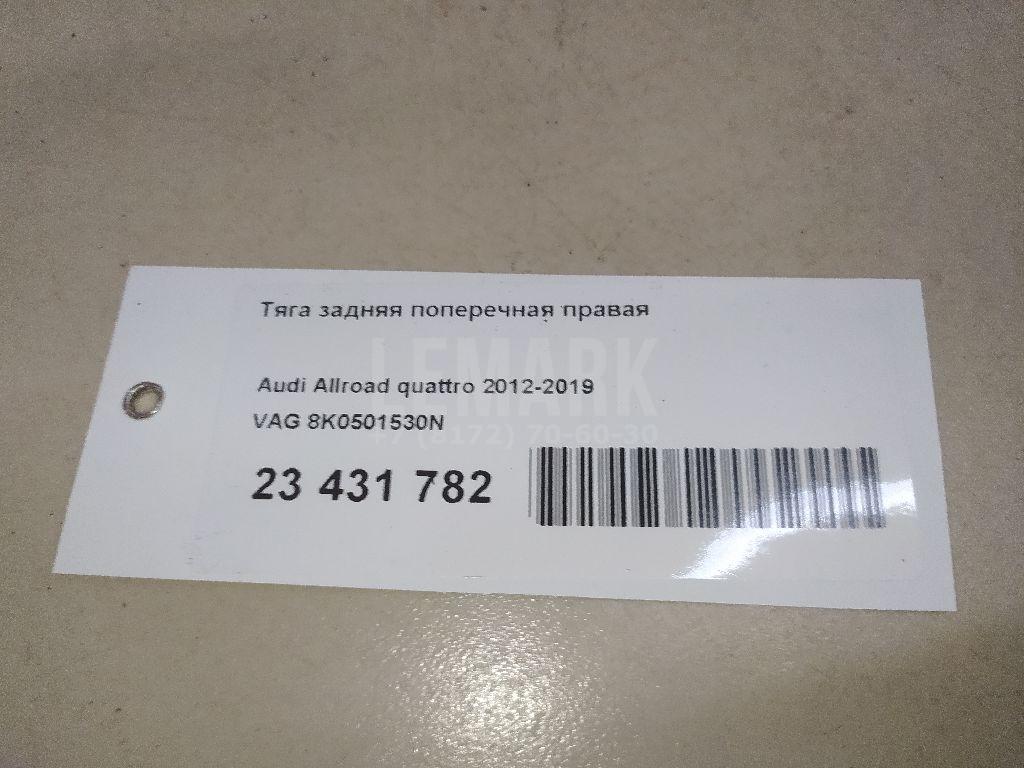 Тяга задняя поперечная правая
LEMARK
Audi Allroad quattro 2012-2019
VAG 8K0501530N
+7 (8172) 70-60-30
23 431 782